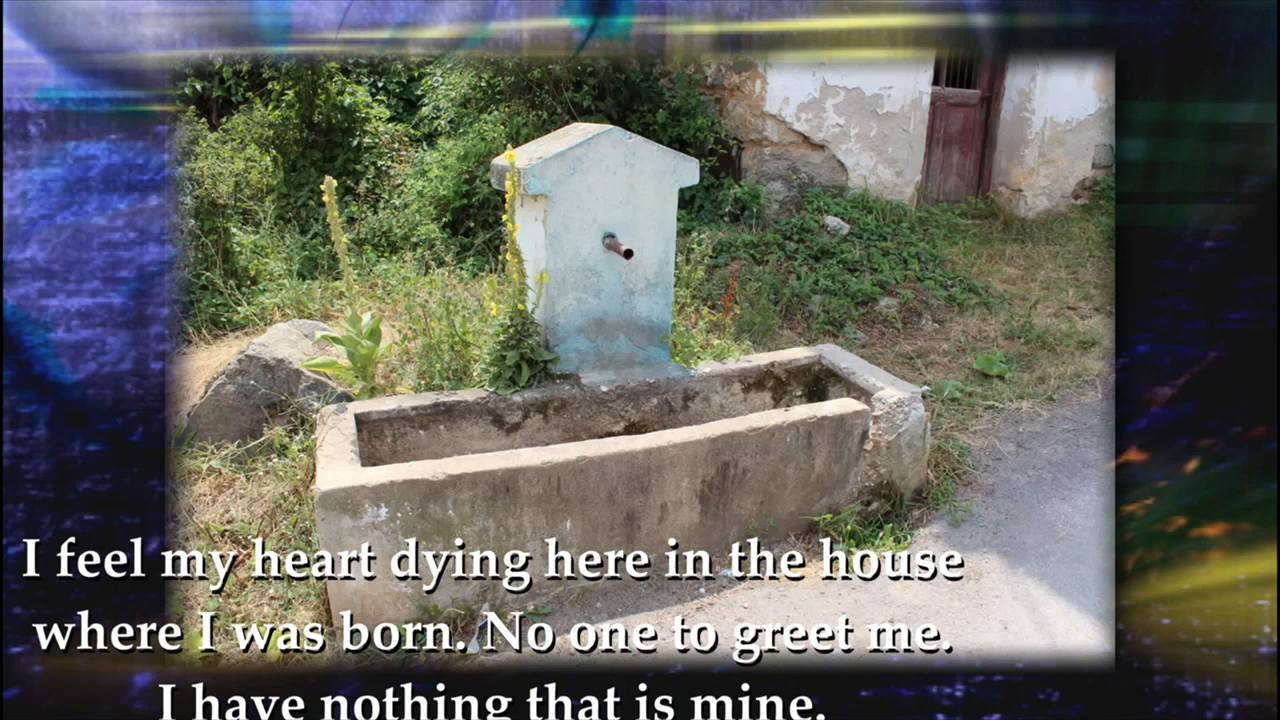 I feel my heart dying here in the house
where I was born. No one to greet me.
I have nothing that is mine.